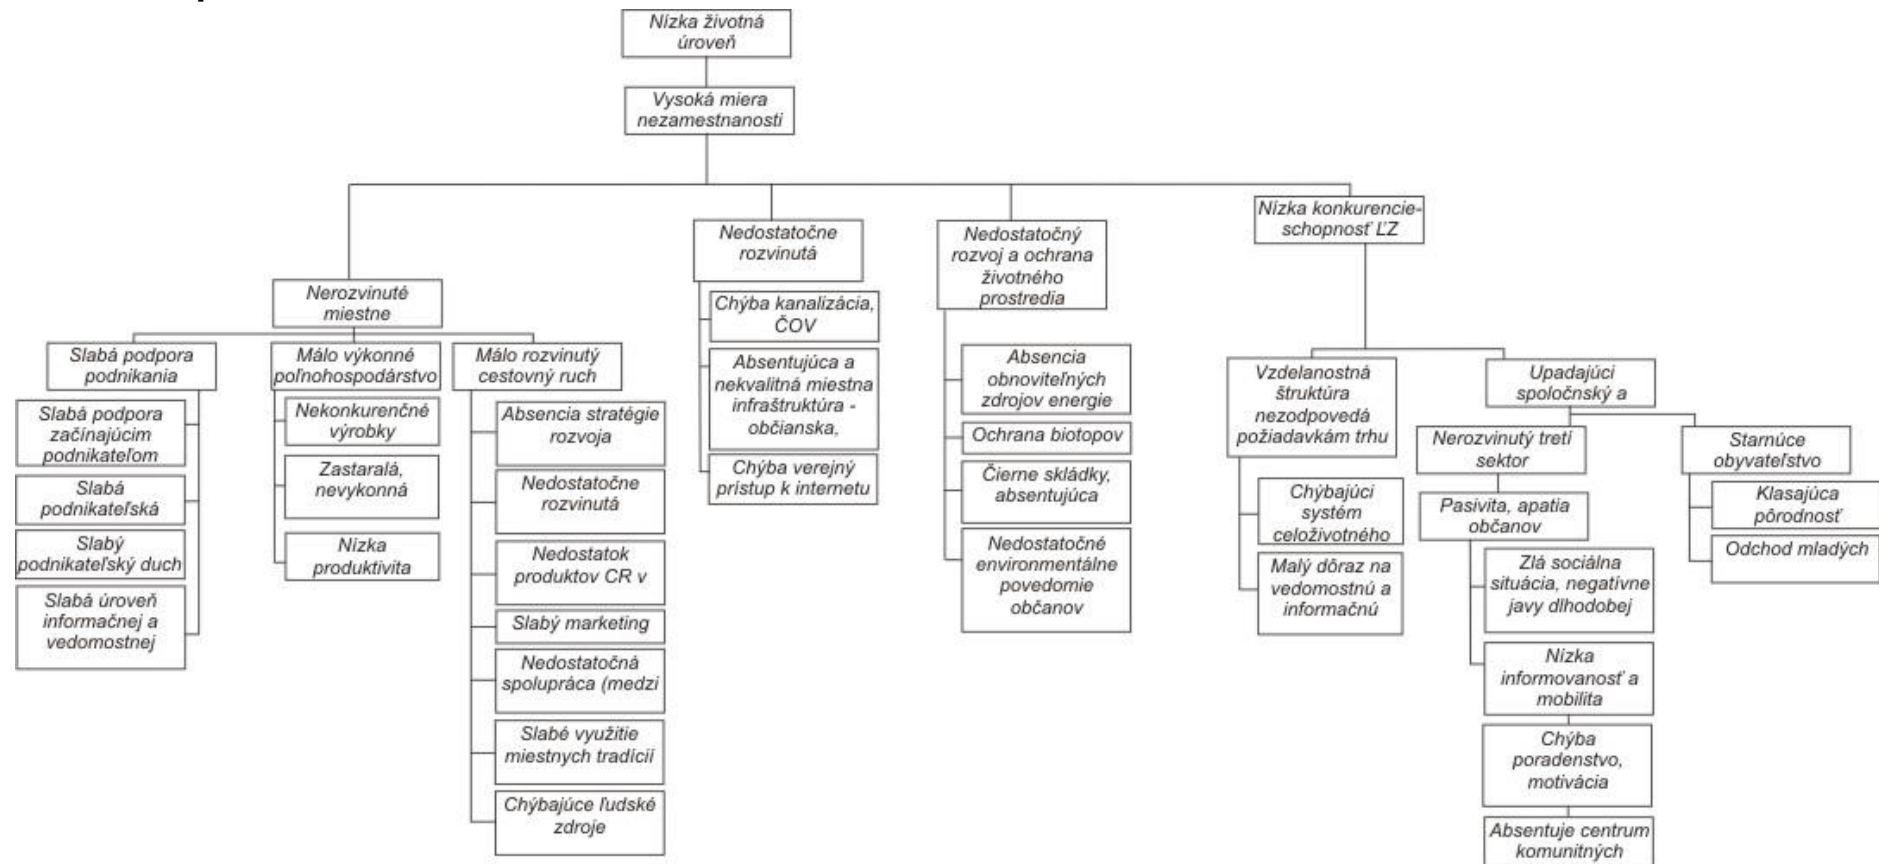 Nízka životná
úroveň
Vysoká miera
nezamestnanosti
Nerozvinuté
miestne
Slabá podpora
podnikania
Slabá podpora
začínajúcim
podnikateľom
Slabá
podnikateľská
Slabý
podnikateľský duch
Slabá úroveň
informačnej a
vedomostnej
Málo výkonné
poľnohospodárstvo
Nekonkurenčné
výrobky
Zastaralá,
nevykonná
Nízka
produktivita
Málo rozvinutý
cestovný ruch
Absencia stratégie
rozvoja
Nedostatočne
rozvinutá
Nedostatok
produktov CR v
Slabý marketing
Nedostatočná
spolupráca (medzi
Slabé využitie
miestnych tradícií
Chýbajúce ľudské
zdroje
Nedostatočne
rozvinutá
Chýba kanalizácia,
ČOV
Absentujúca a
nekvalitná miestna
infraštruktúra -
občianska,
Chýba verejný
prístup k internetu
Nedostatočný
rozvoj a ochrana
životného
prostredia
Absencia
obnoviteľných
zdrojov energie
Ochrana biotopov
Čierne skládky,
absentujúca
Nedostatočné
environmentálne
povedomie
občanov
Nízka konkurencie-
schopnosť ĽZ
Vzdelanostná
štruktúra
nezodpovedá
požiadavkám trhu
Chýbajúci
systém
celoživotného
Malý dôraz na
vedomostnú a
informačnú
Upadajúci
spoločnský a
Nerozvinutý tretí
sektor
Pasivita, apatia
občanov
Zlá sociálna
situácia, negatívne
javy dlhodobej
Nízka
informovanosť a
mobilita
Chýba
poradenstvo,
motivácia
Absentuje centrum
komunitných
Starnúce
obyvateľstvo
Klasajúca
pôrodnosť
Odchod mladých